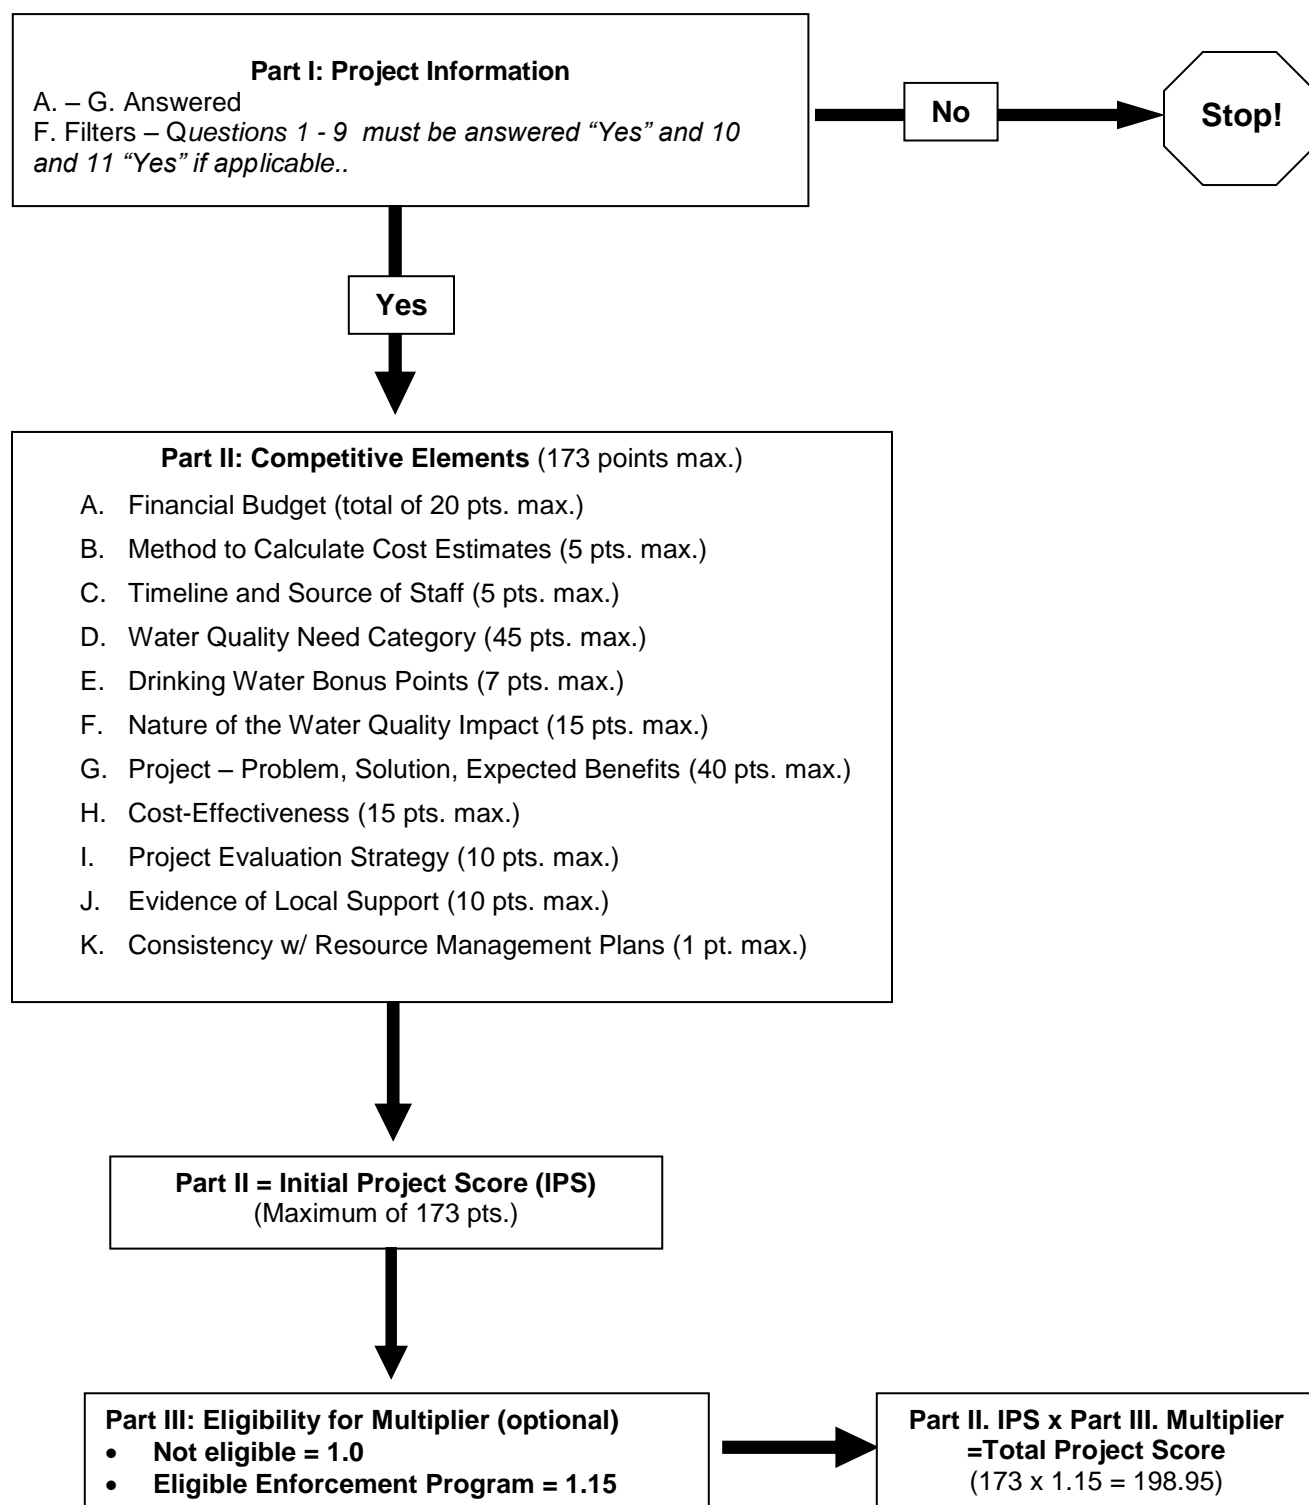 Part I: Project Information
A. – G. Answered
F. Filters – Questions 1 - 9 must be answered “Yes” and 10
and 11 “Yes” if applicable..
No
Stop!
Yes
Part II: Competitive Elements (173 points max.)
A. Financial Budget (total of 20 pts. max.)
B. Method to Calculate Cost Estimates (5 pts. max.)
C. Timeline and Source of Staff (5 pts. max.)
D. Water Quality Need Category (45 pts. max.)
E. Drinking Water Bonus Points (7 pts. max.)
F. Nature of the Water Quality Impact (15 pts. max.)
G. Project – Problem, Solution, Expected Benefits (40 pts. max.)
H. Cost-Effectiveness (15 pts. max.)
I. Project Evaluation Strategy (10 pts. max.)
J. Evidence of Local Support (10 pts. max.)
K. Consistency w/ Resource Management Plans (1 pt. max.)
Part II = Initial Project Score (IPS)
(Maximum of 173 pts.)
Part III: Eligibility for Multiplier (optional)
• Not eligible = 1.0
• Eligible Enforcement Program = 1.15
Part II. IPS x Part III. Multiplier
=Total Project Score
(173 x 1.15 = 198.95)